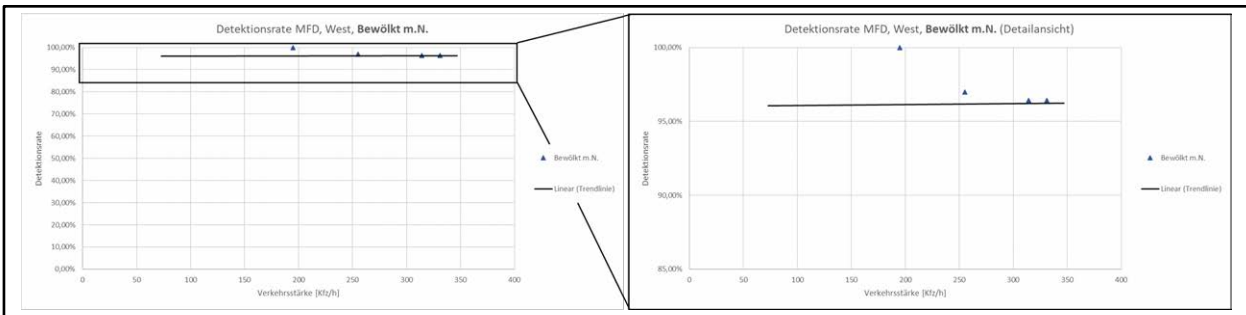 Detektionsrate MFD, West, Bewölkt m.N.
100,00%
90,00%
80,00%
70,00%
60,00%
50,00%
40,00%
30,00%
20,00%
10,00%
0,00%
Detektionsrate
0 50 100 150 200 250 300 350 400
Verkehrsstärke [Kfz/h]
Bewölkt m.N.
Linear (Trendlinie)
Detektionsrate MFD, West, Bewölkt m.N. (Detailansicht)
100,00%
95,00%
90,00%
85,00%
Detektionsrate
0 50 100 150 200 250 300 350 400
Verkehrsstärke [Kfz/h]
Bewölkt m.N.
Linear (Trendlinie)